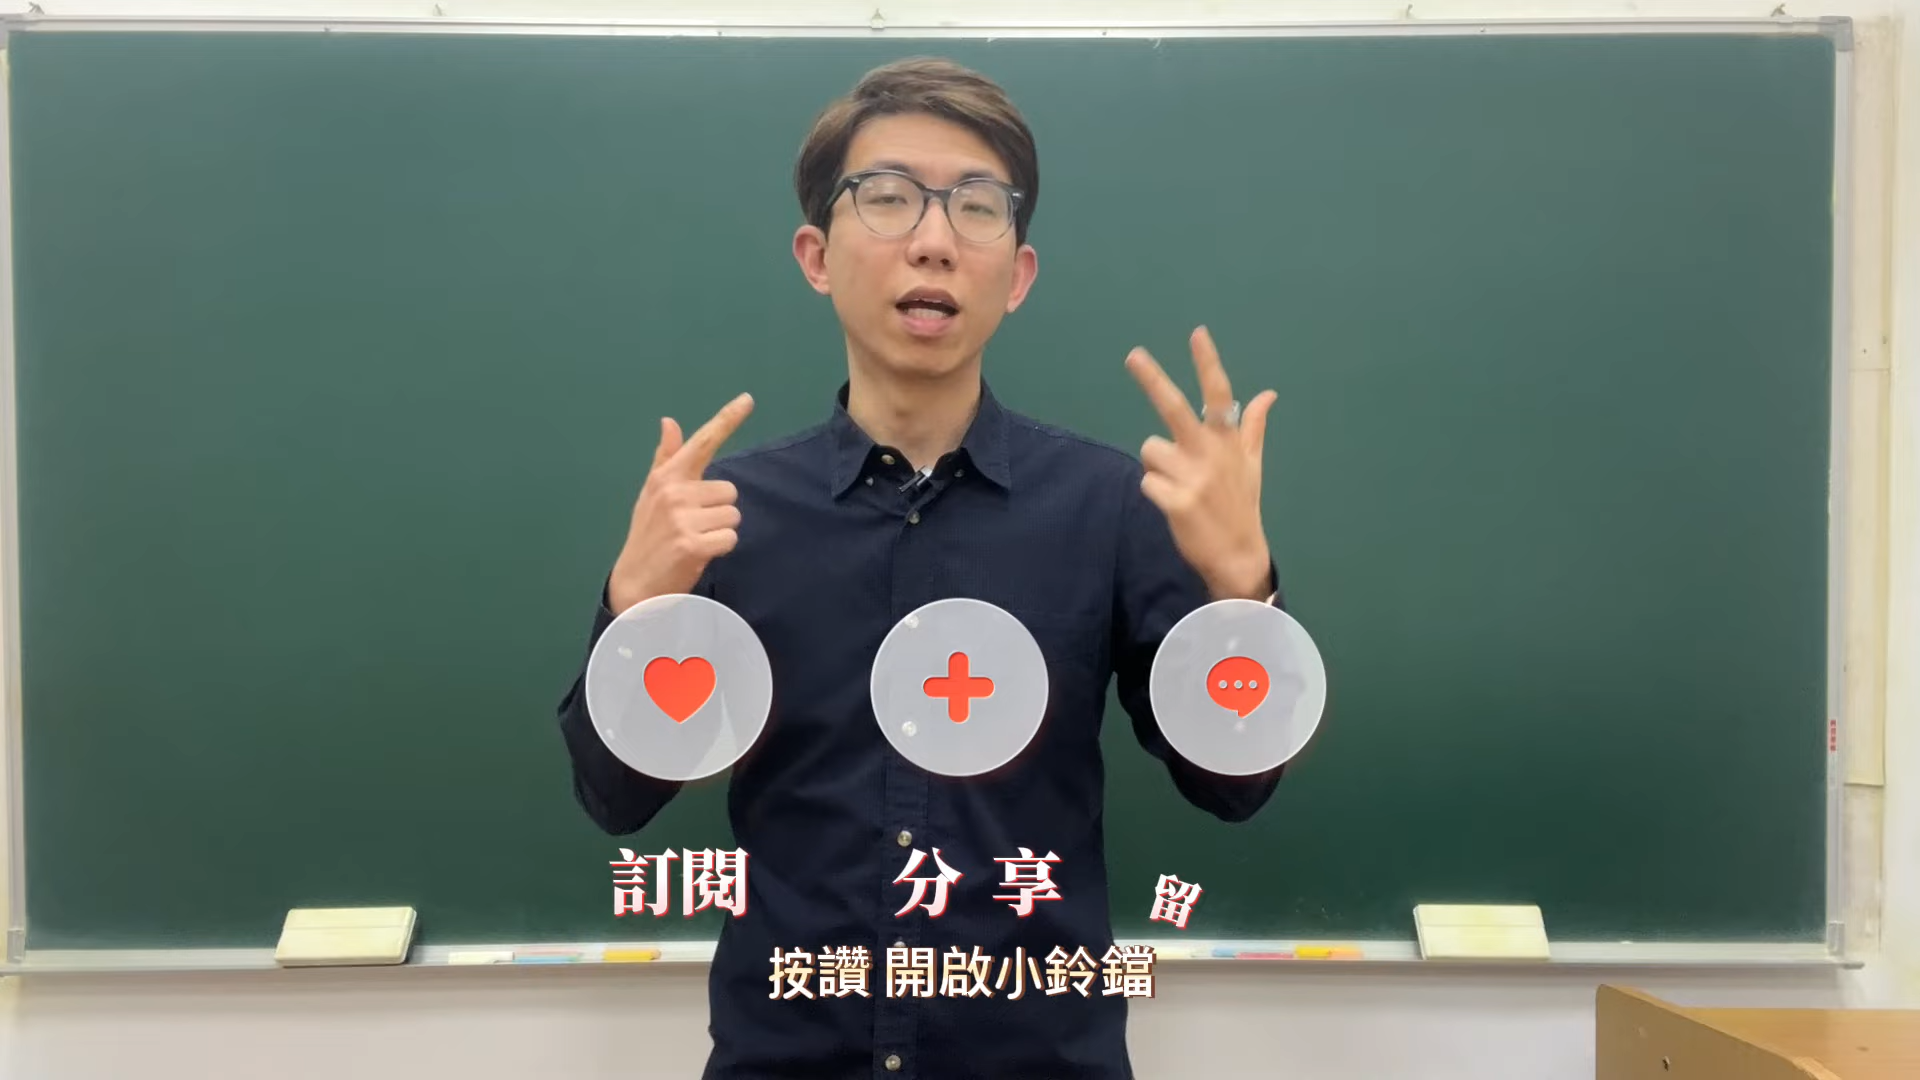 訂閱 分享 留
按讚 開啟小鈴鐺